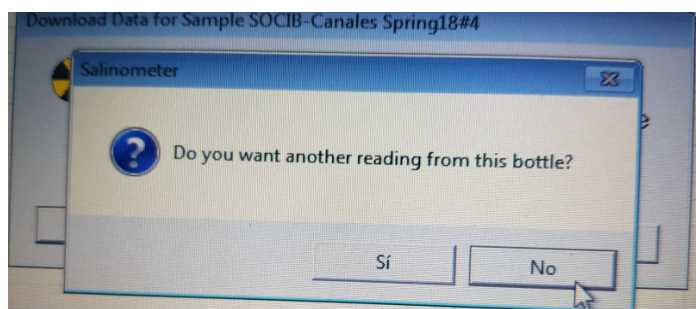 Download Data for Sample SOCIB-Canales Spring18#4
Salinometer
Do you want another reading from this bottle?
Sí
No